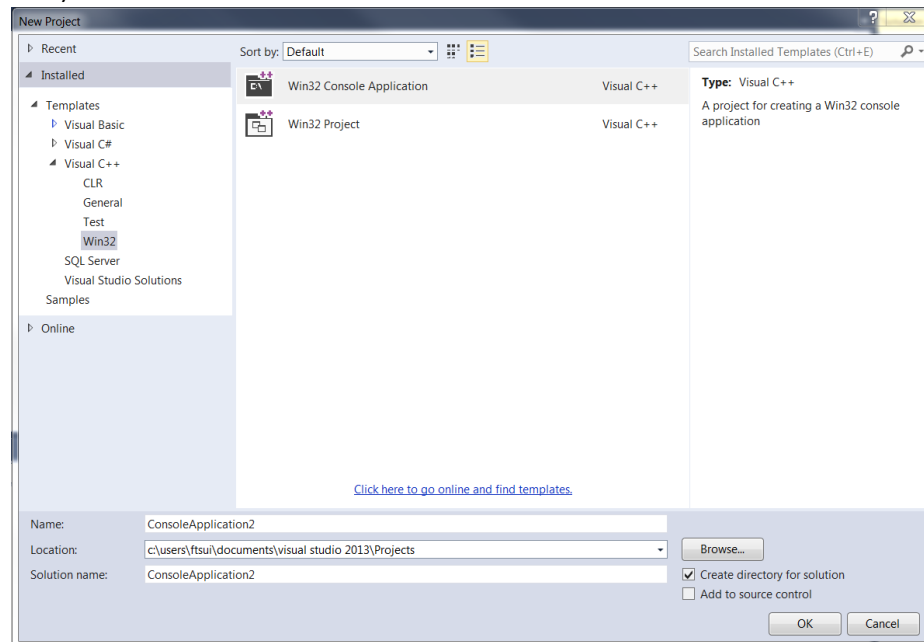 New Project
Recent
Sort by: Default
Search Installed Templates (Ctrl+E)
Installed
Templates
Visual Basic
Visual C#
Visual C++
CLR
General
Test
Win32
SQL Server
Visual Studio Solutions
Samples
Online
Win32 Console Application Visual C++
Win32 Project Visual C++
Type: Visual C++
A project for creating a Win32 console
application
Click here to go online and find templates.
Name: ConsoleApplication2
Location: c:\users\ftsui\documents\visual studio 2013\Projects
Browse...
Solution name: ConsoleApplication2
Create directory for solution
Add to source control
OK Cancel